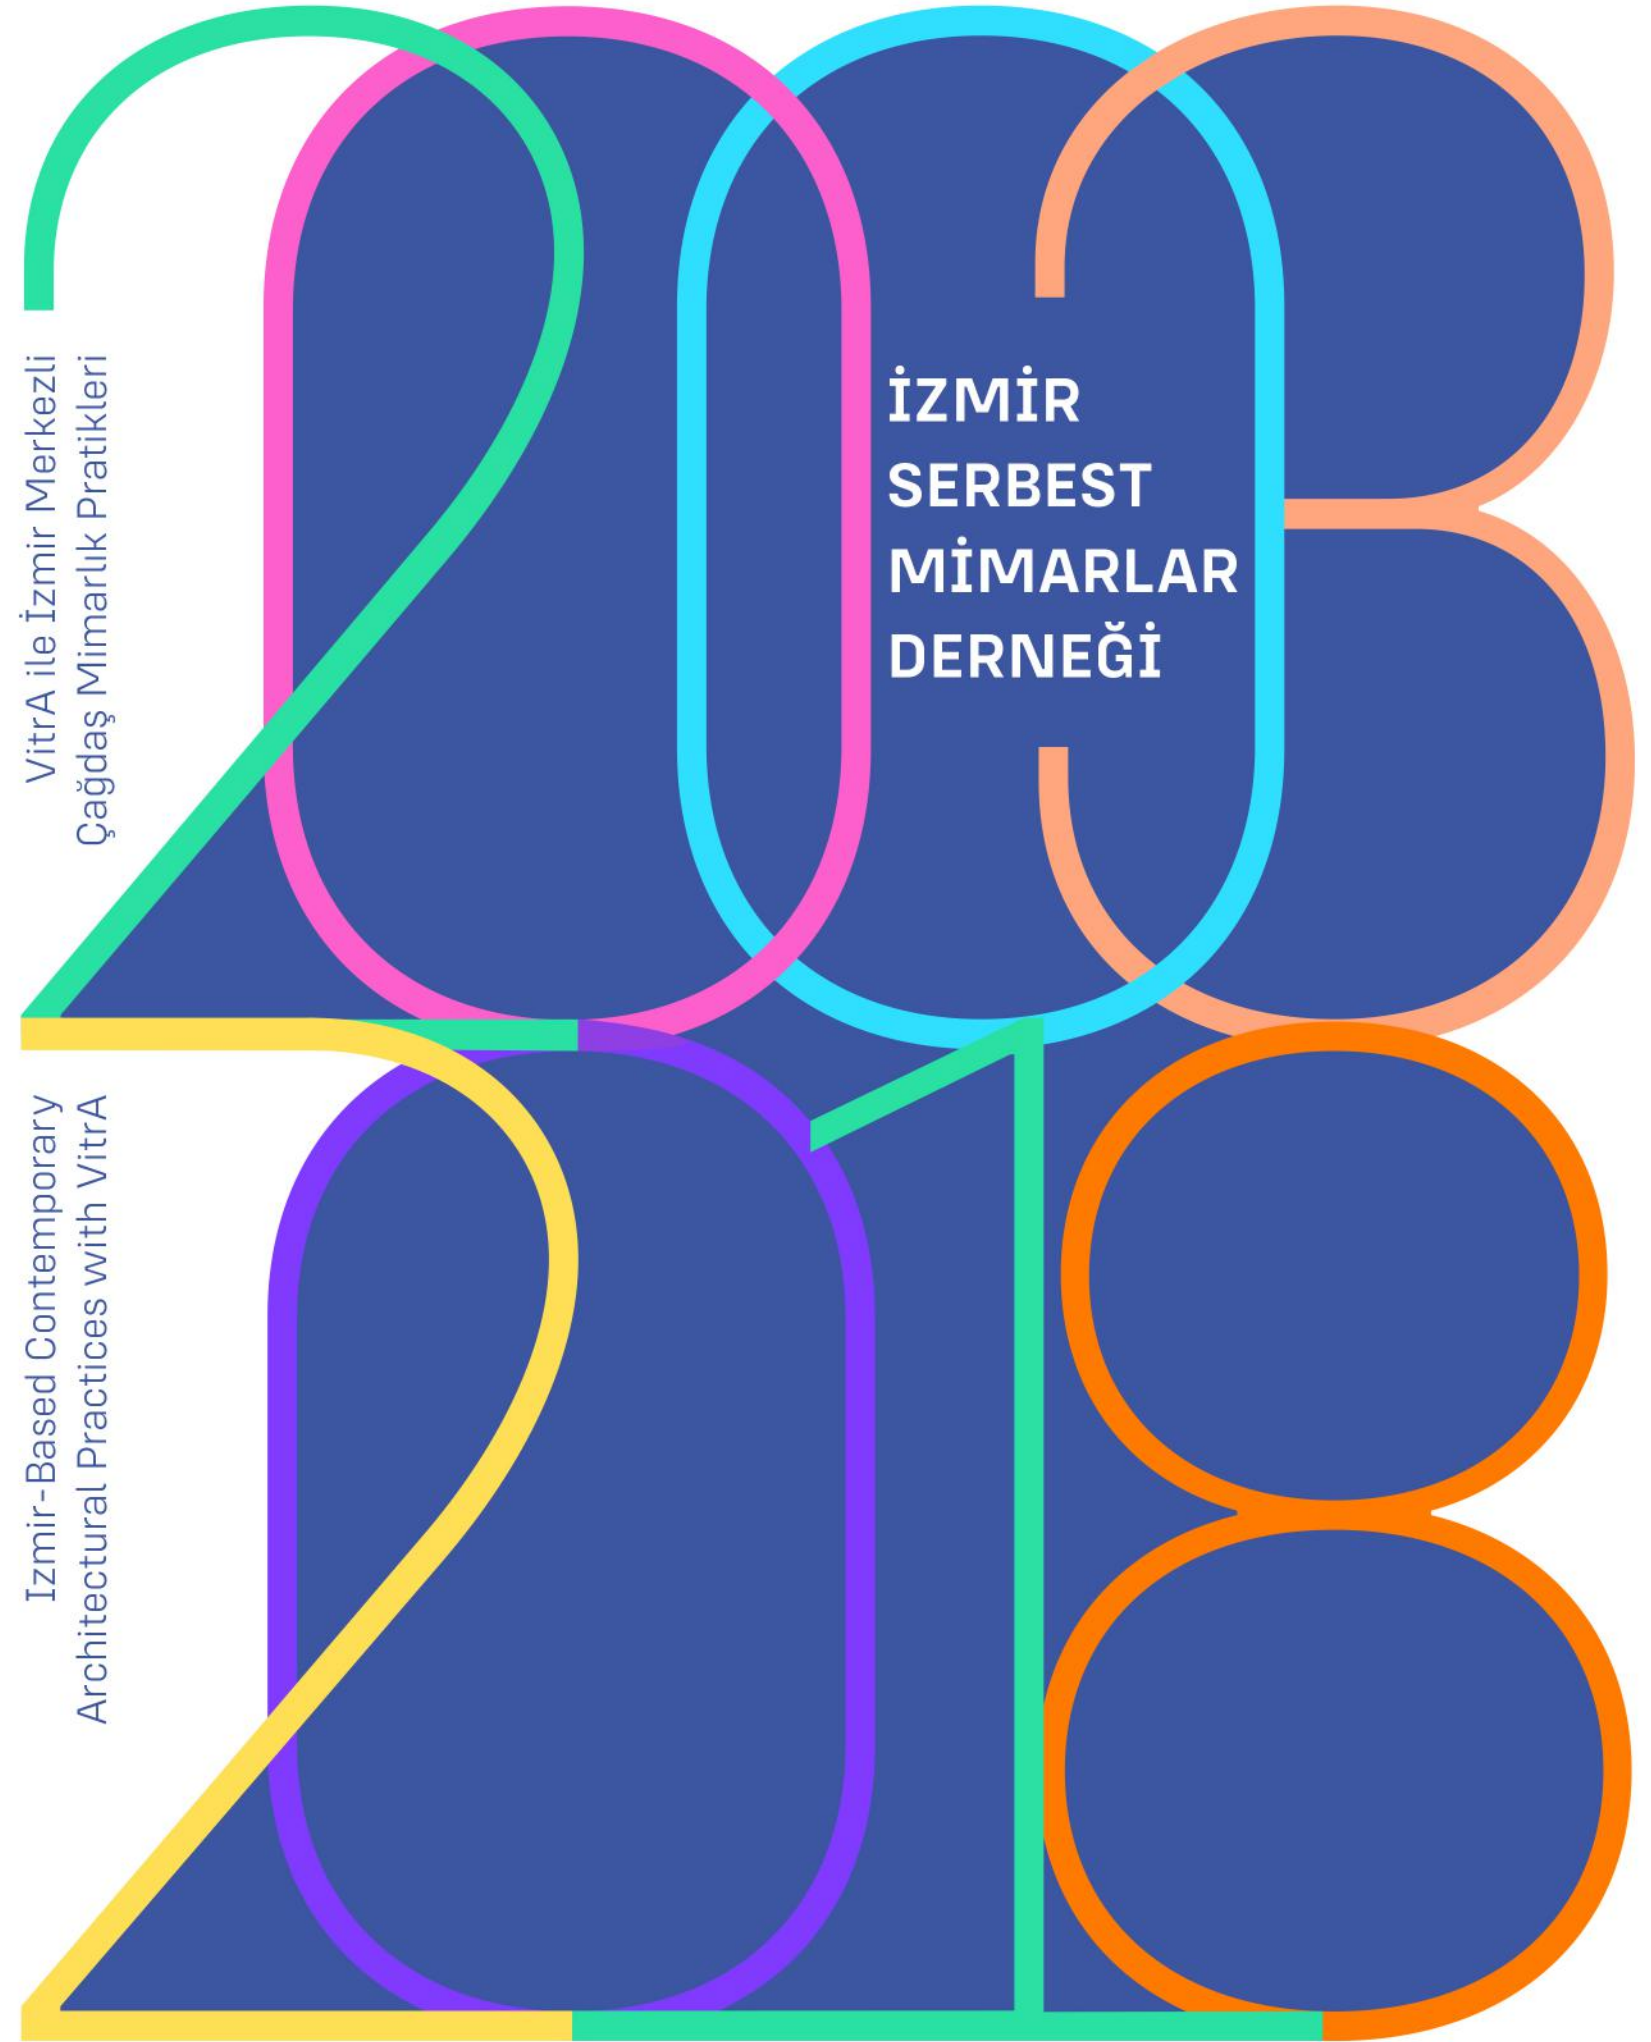 2003
VitrA ile İzmir Merkezli
Çağdaş Mimarlık Pratikleri
İZMİR
SERBEST
MİMARLAR
DERNEĞİ
2018
Izmir-Based Contemporary
Architectural Practices with VitrA